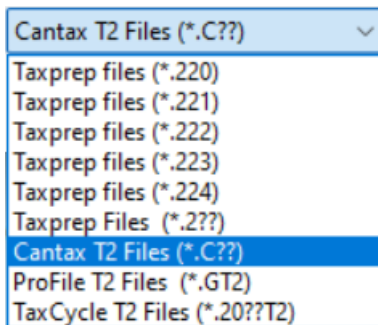 Cantax T2 Files (*.C??)
Taxprep files (*.220)
Taxprep files (*.221)
Taxprep files (*.222)
Taxprep files (*.223)
Taxprep files (*.224)
Taxprep Files  (*.2??)
Cantax T2 Files (*.C??)
ProFile T2 Files  (*.GT2)
TaxCycle T2 Files (*.20??T2)